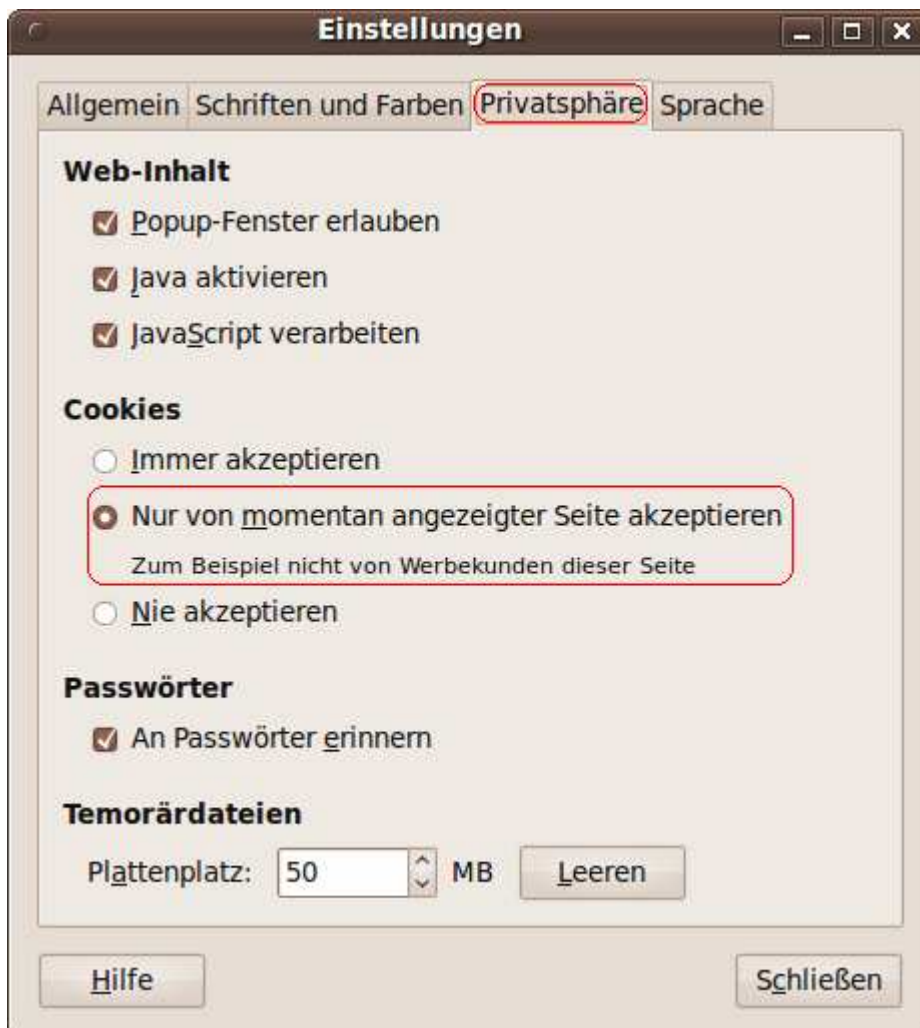 Einstellungen
Allgemein Schriften und Farben Privatsphäre Sprache
Web-Inhalt
Popup-Fenster erlauben
Java aktivieren
JavaScript verarbeiten
Cookies
Immer akzeptieren
Nur von momentan angezeigter Seite akzeptieren
Zum Beispiel nicht von Werbekunden dieser Seite
Nie akzeptieren
Passwörter
An Passwörter erinnern
Temorärdateien
Plattenplatz: 50 MB Leeren
Hilfe Schließen